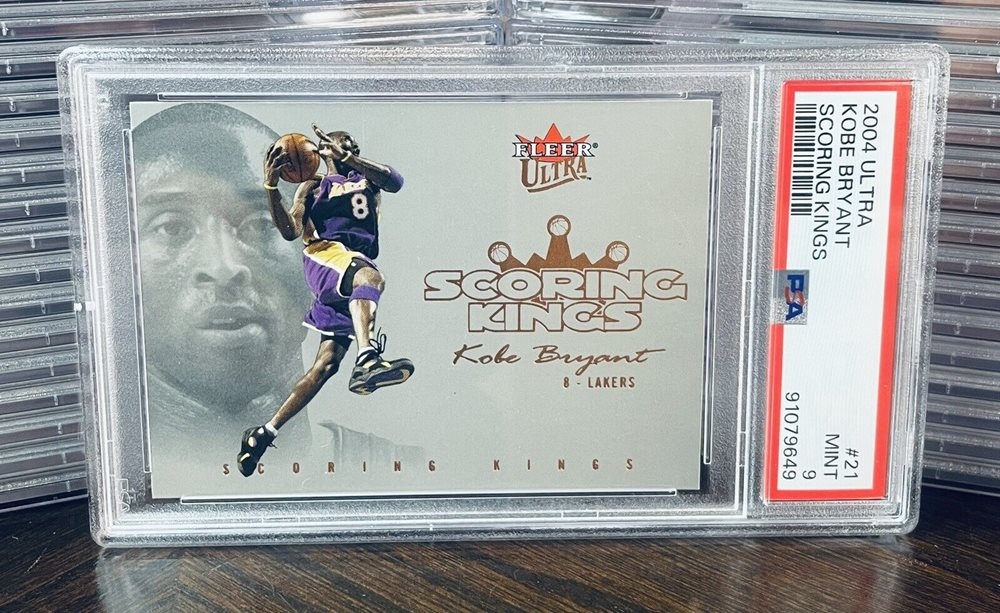 FLEER®
ULTRA
SCORING
KINGS
Kobe Bryant
8 - LAKERS
SCORING KINGS
8
2004 ULTRA
KOBE BRYANT
SCORING KINGS
#21
MINT
9
91079649
PSA